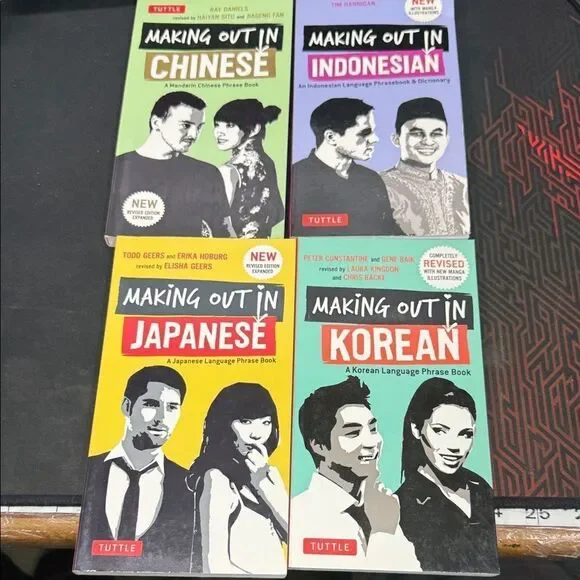 TUTTLE
RAY DANIELS
revised by HAIYAN SITU and JIAGENG FAN
MAKING OUT IN
CHINESE
A Mandarin Chinese Phrase Book
NEW
REVISED EDITION
EXPANDED
TIM HANNIGAN
NEW
WITH MANGA
ILLUSTRATIONS
MAKING OUT IN
INDONESIAN
An Indonesian Language Phrasebook & Dictionary
TUTTLE
TODD GEERS and ERIKA HOBURG
revised by ELISHA GEERS
NEW
REVISED EDITION
EXPANDED
MAKING OUT IN
JAPANESE
A Japanese Language Phrase Book
TUTTLE
PETER CONSTANTINE and GENE BAIK
revised by LAURA KINGDON
and CHRIS BACKE
COMPLETELY
REVISED
WITH NEW MANGA
ILLUSTRATIONS
MAKING OUT IN
KOREAN
A Korean Language Phrase Book
TUTTLE
25